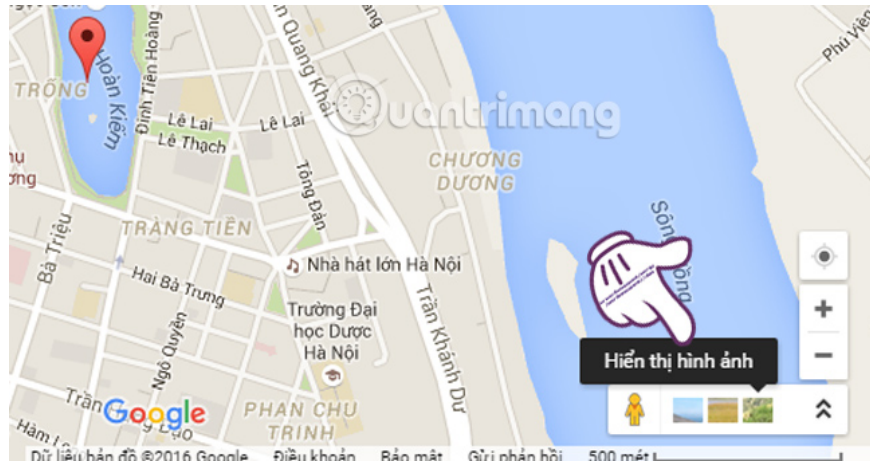 TRỐNG
Hoàn Kiếm
Đinh Tiên Hoàng
Quang Khải
Phú Viên
Quantrimang
Lê Lai
Lê Lai
Lê Thạch
CHƯƠNG
DƯƠNG
Tông Đản
TRÀNG TIỀN
Bà Triệu
Hai Bà Trưng
Nhà hát lớn Hà Nội
Trường Đại
học Dược
Hà Nội
Trần Khánh Dư
Ngô Quyền
Hiển thị hình ảnh
Trần
Google
PHAN CHU
TRINH
Dữ liệu bản đồ ©2016 Google Điều khoản Bảo mật Gửi phản hồi 500 mét